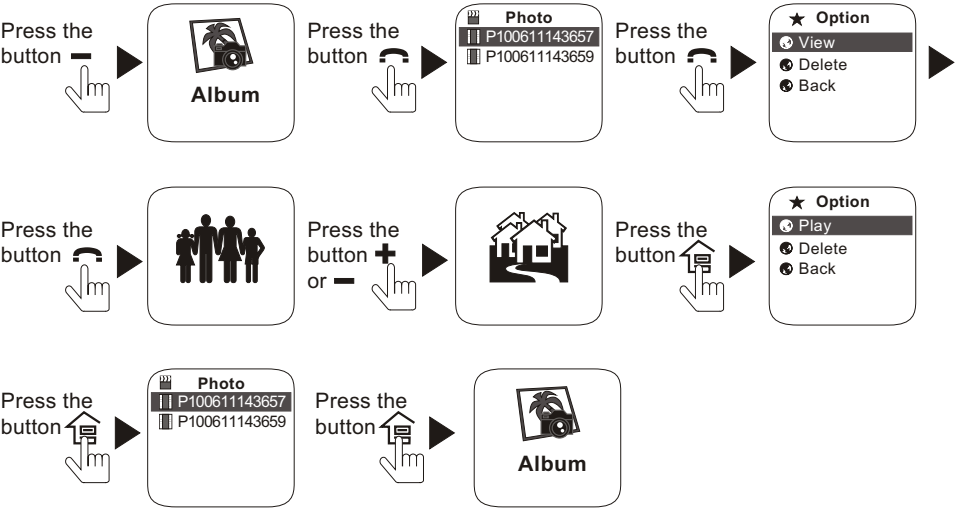 Press the
button
Album
Press the
button
Photo
P100611143657
P100611143659
Press the
button
Option
View
Delete
Back
Press the
button
Press the
button
or
Press the
button
Option
Play
Delete
Back
Press the
button
Photo
P100611143657
P100611143659
Press the
button
Album